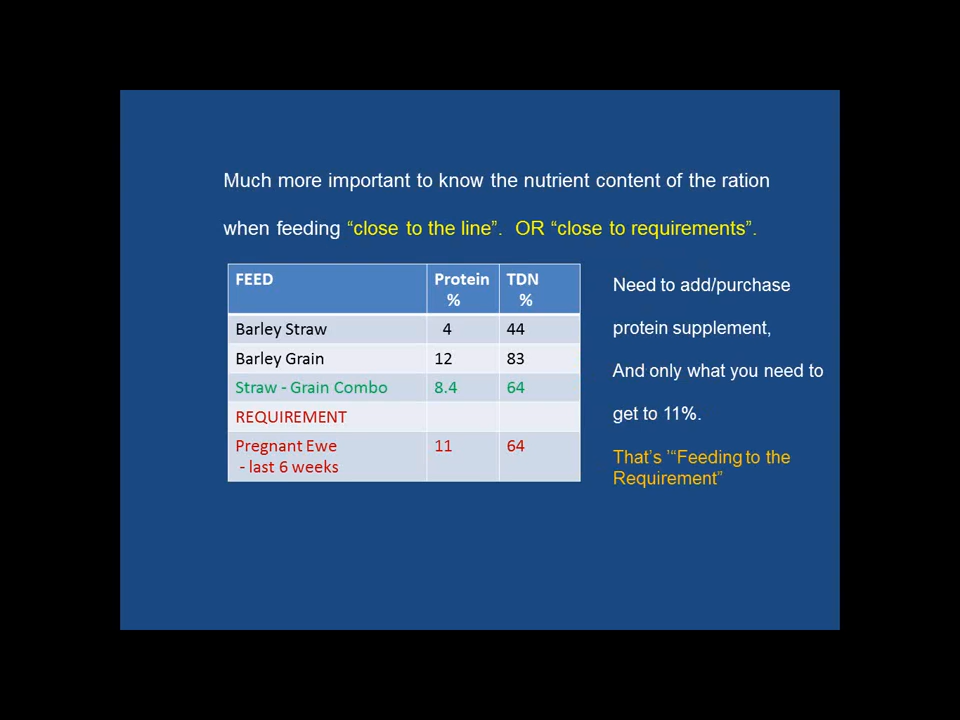 Much more important to know the nutrient content of the ration
when feeding “close to the line”.  OR “close to requirements”.
FEED Protein % TDN %
Barley Straw 4 44
Barley Grain 12 83
Straw - Grain Combo 8.4 64
REQUIREMENT
Pregnant Ewe 11 64
- last 6 weeks
Need to add/purchase
protein supplement,
And only what you need to
get to 11%.
That’s ’“Feeding to the
Requirement”